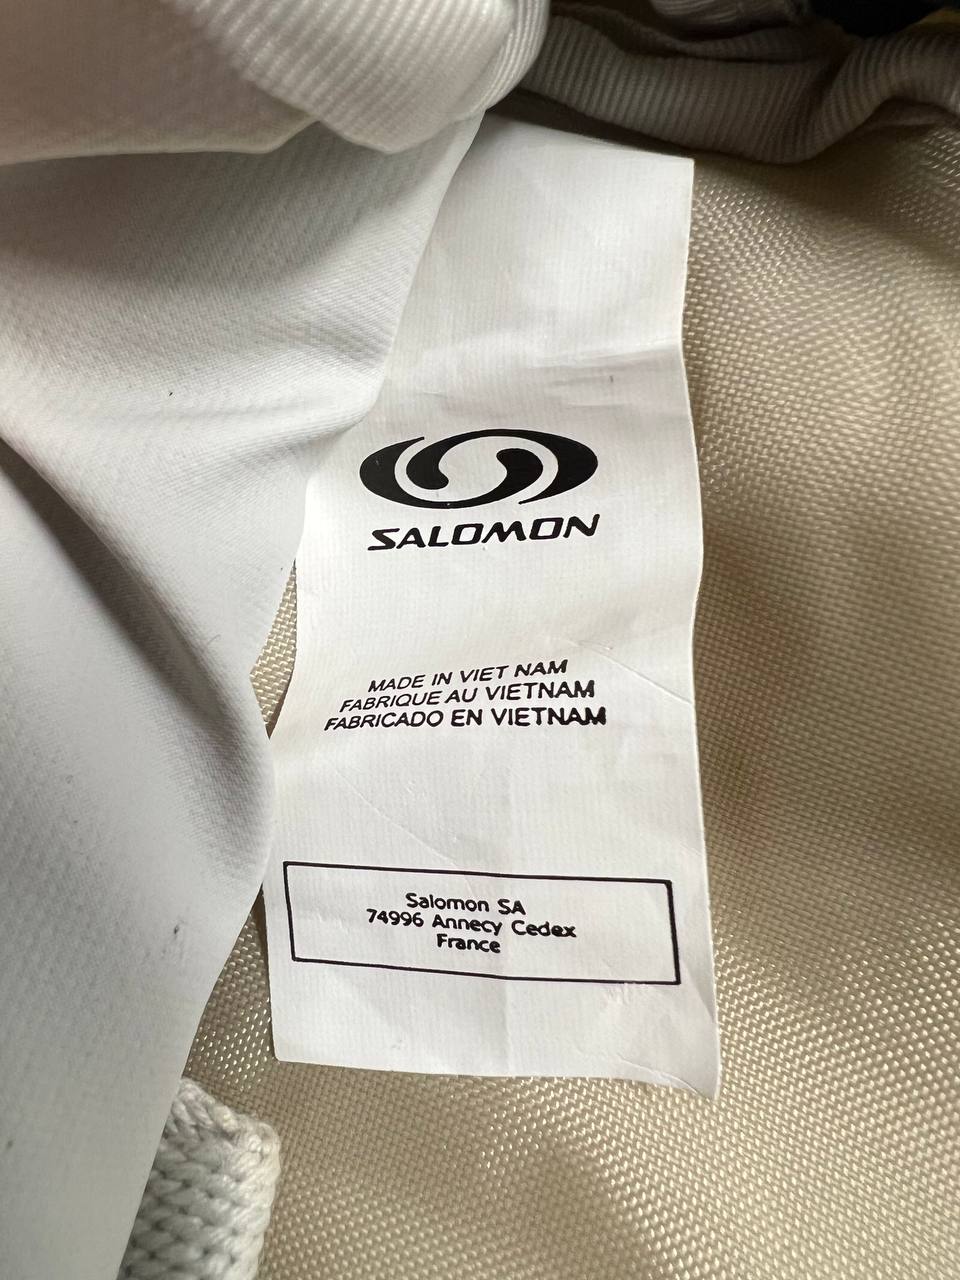 SALOMON
MADE IN VIET NAM
FABRIQUE AU VIETNAM
FABRICADO EN VIETNAM
Salomon SA
74996 Annecy Cedex
France